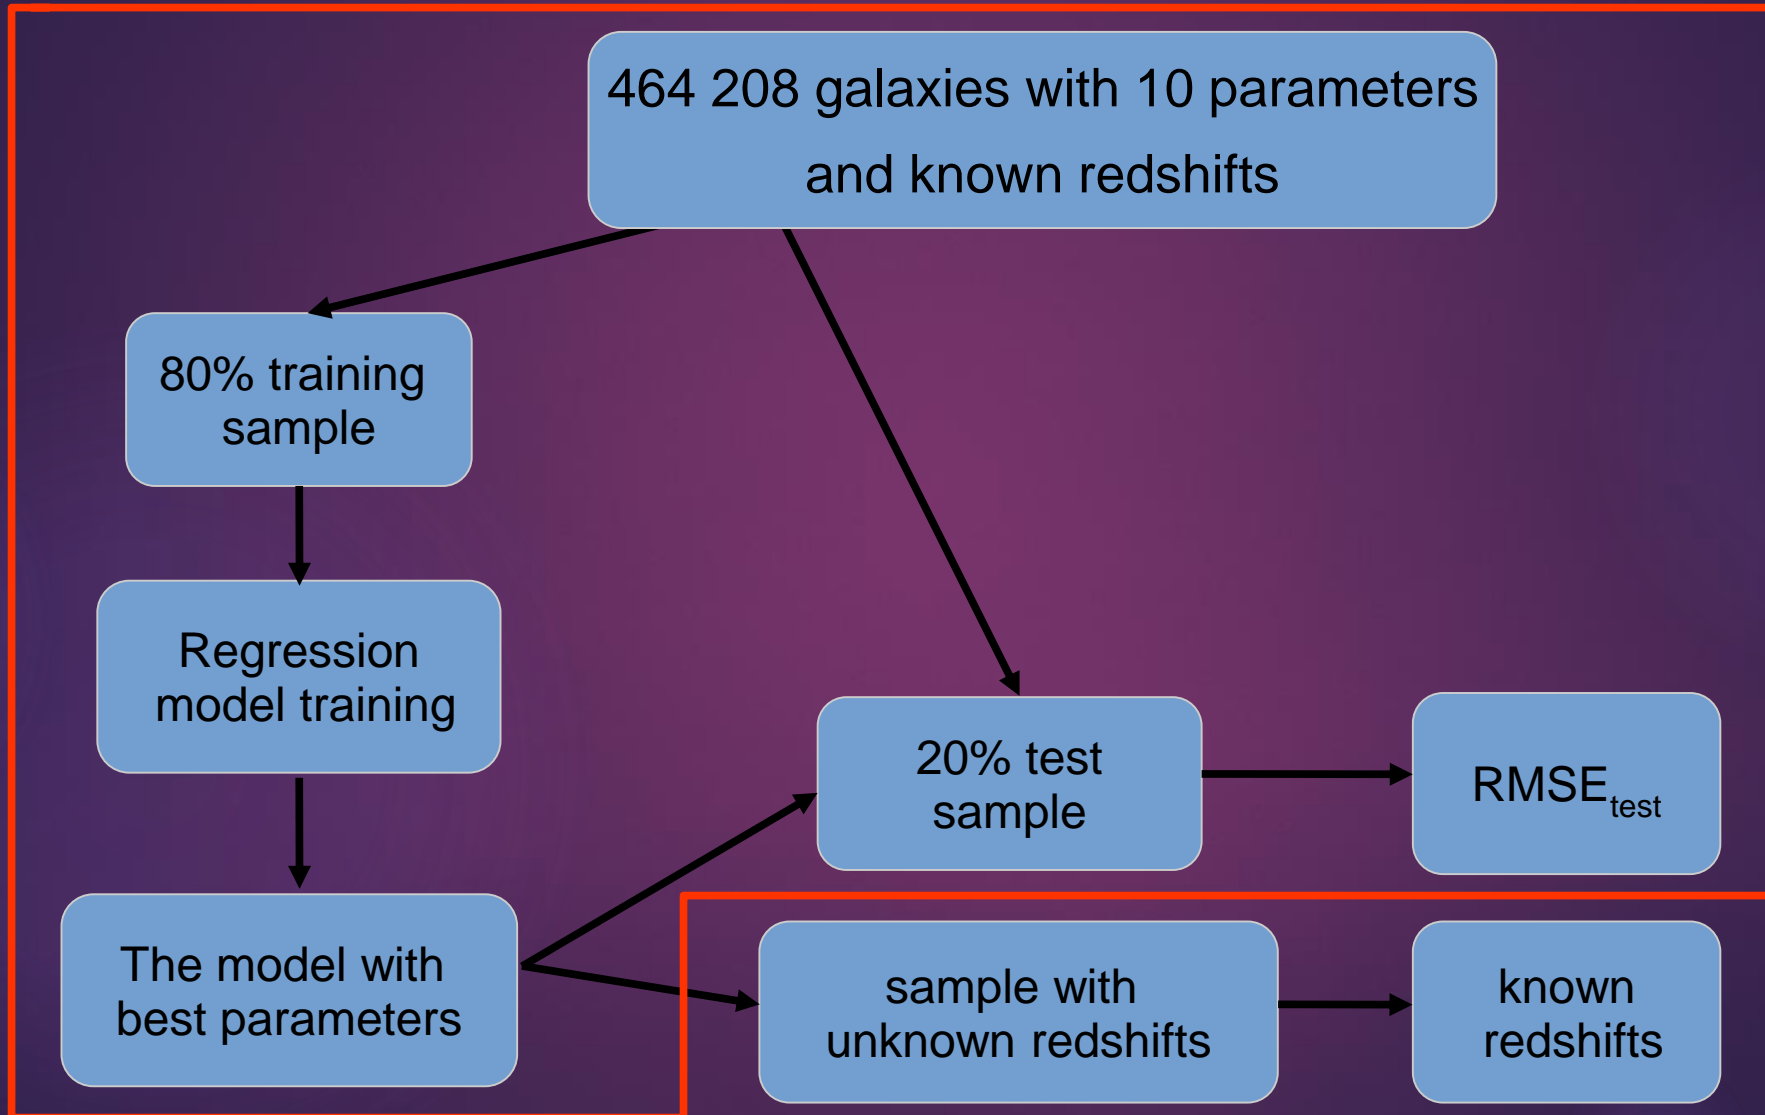 464 208 galaxies with 10 parameters
and known redshifts
80% training
sample
Regression
model training
20% test
sample
RMSEtest
The model with
best parameters
sample with
unknown redshifts
known
redshifts